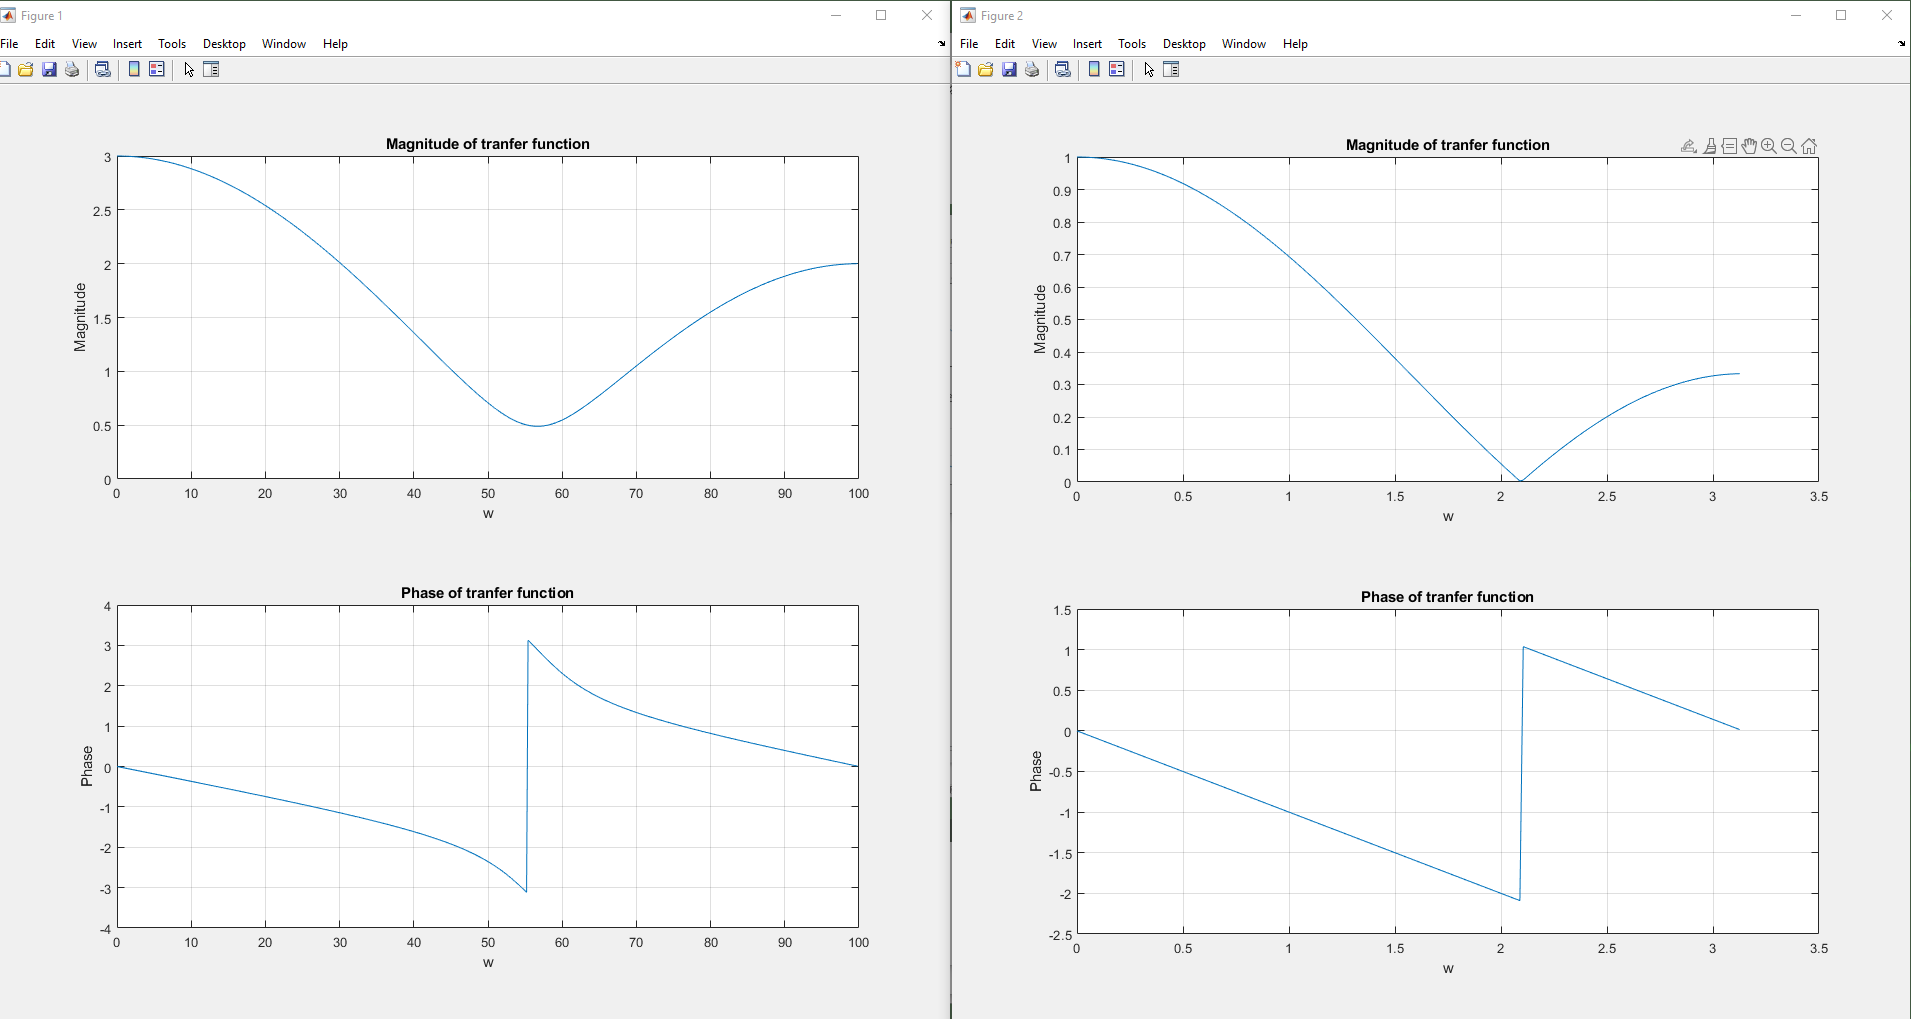 Figure 1
File Edit View Insert Tools Desktop Window Help
Magnitude of tranfer function
3
2.5
2
1.5
1
0.5
0
Magnitude
0 10 20 30 40 50 60 70 80 90 100
w
Phase of tranfer function
4
3
2
1
0
-1
-2
-3
-4
Phase
0 10 20 30 40 50 60 70 80 90 100
w
Figure 2
File Edit View Insert Tools Desktop Window Help
Magnitude of tranfer function
1
0.9
0.8
0.7
0.6
0.5
0.4
0.3
0.2
0.1
0
Magnitude
0 0.5 1 1.5 2 2.5 3 3.5
w
Phase of tranfer function
1.5
1
0.5
0
-0.5
-1
-1.5
-2
-2.5
Phase
0 0.5 1 1.5 2 2.5 3 3.5
w